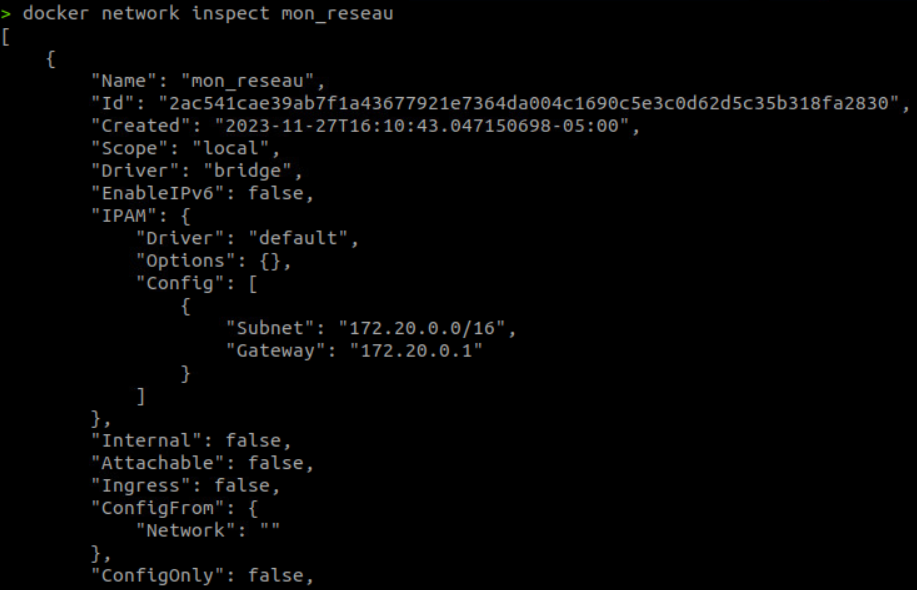 > docker network inspect mon_reseau
[
    {
        "Name": "mon_reseau",
        "Id": "2ac541cae39ab7f1a43677921e7364da004c1690c5e3c0d62d5c35b318fa2830",
        "Created": "2023-11-27T16:10:43.047150698-05:00",
        "Scope": "local",
        "Driver": "bridge",
        "EnableIPv6": false,
        "IPAM": {
            "Driver": "default",
            "Options": {},
            "Config": [
                {
                    "Subnet": "172.20.0.0/16",
                    "Gateway": "172.20.0.1"
                }
            ]
        },
        "Internal": false,
        "Attachable": false,
        "Ingress": false,
        "ConfigFrom": {
            "Network": ""
        },
        "ConfigOnly": false,